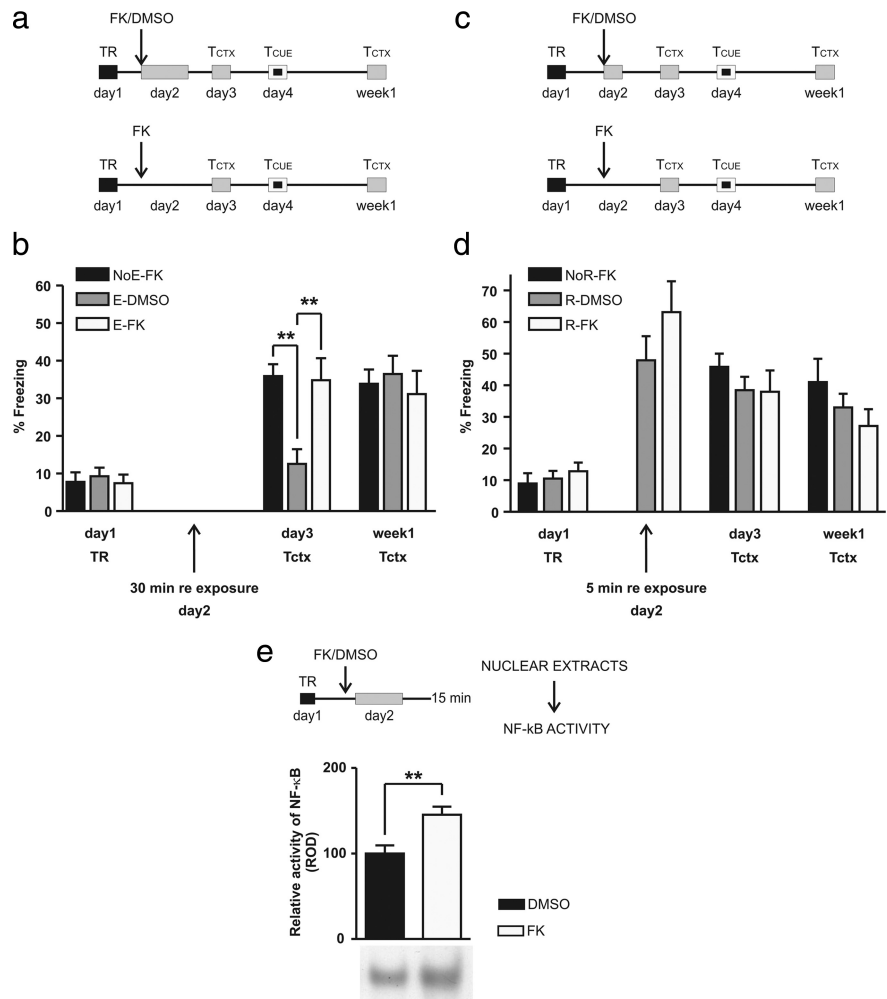 a
FK/DMSO
TR TCTX TCUE TCTX
day1 day2 day3 day4 week1
FK
TR TCTX TCUE TCTX
day1 day2 day3 day4 week1
b
NoE-FK
E-DMSO
E-FK
% Freezing
60
50
40
30
20
10
0
**
**
day1 day3 week1
TR Tctx Tctx
30 min re exposure
day2
c
FK/DMSO
TR TCTX TCUE TCTX
day1 day2 day3 day4 week1
FK
TR TCTX TCUE TCTX
day1 day2 day3 day4 week1
d
NoR-FK
R-DMSO
R-FK
% Freezing
70
60
50
40
30
20
10
0
day1 day3 week1
TR Tctx Tctx
5 min re exposure
day2
e
FK/DMSO
TR
15 min
day1 day2
NUCLEAR EXTRACTS
NF-kB ACTIVITY
Relative activity of NF-κB
(ROD)
200
100
0
**
DMSO
FK